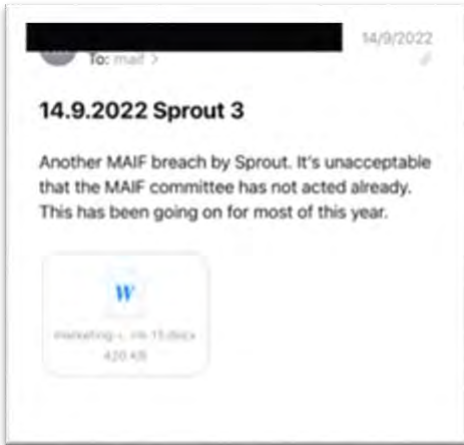 14/9/2022
To: maif >
14.9.2022 Sprout 3
Another MAIF breach by Sprout. It's unacceptable
that the MAIF committee has not acted already.
This has been going on for most of this year.
W
420 KB